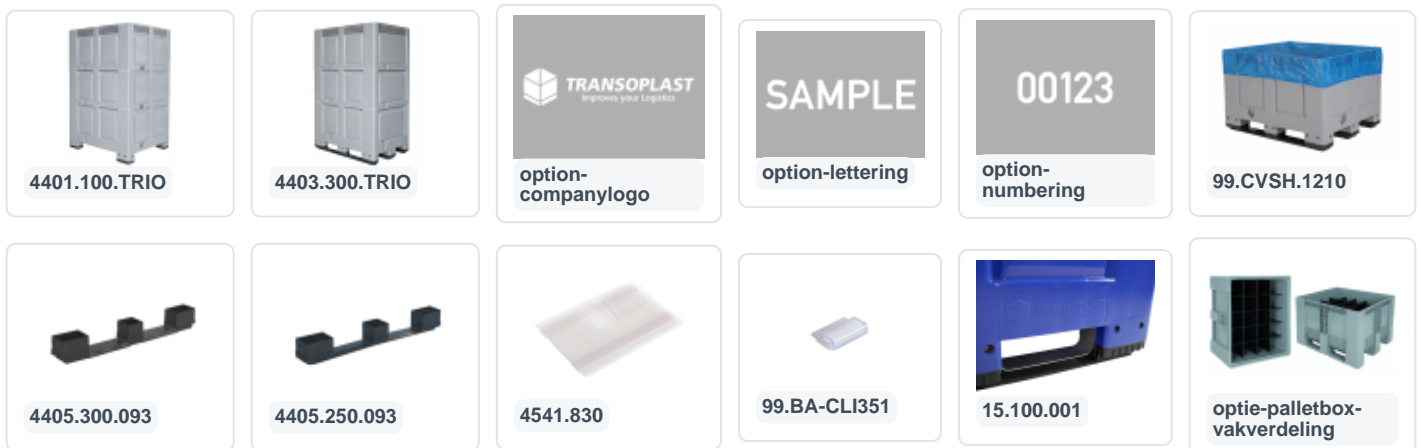 4401.100.TRIO
4403.300.TRIO
TRANSOPLAST
Improves your Logistics
option-
companylogo
SAMPLE
option-lettering
00123
option-
numbering
99.CVSH.1210
4405.300.093
4405.250.093
4541.830
99.BA-CLI351
TRANSOPLAST
15.100.001
optie-palletbox-
vakverdeling